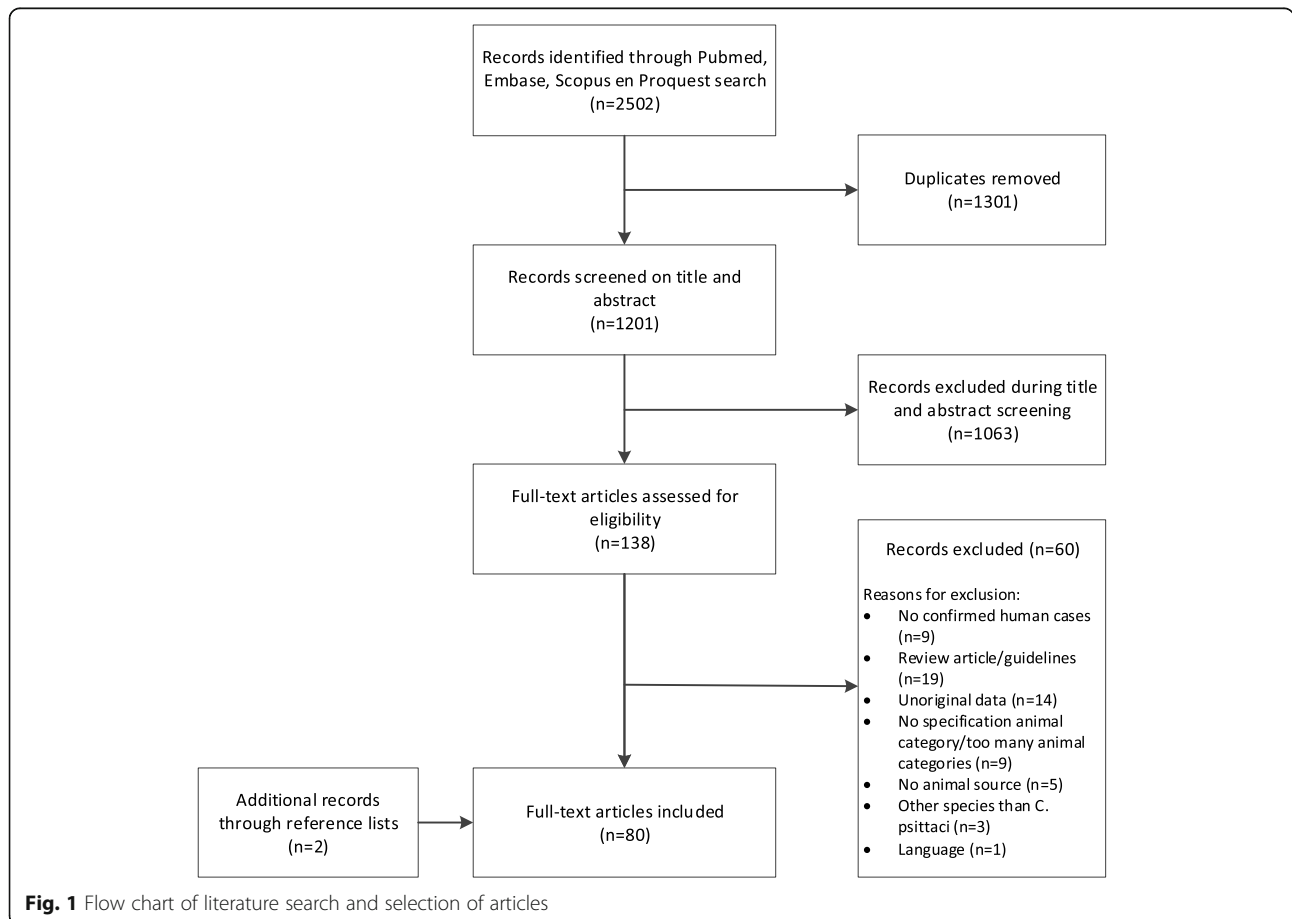 Records identified through Pubmed,
Embase, Scopus en Proquest search
(n=2502)
Duplicates removed
(n=1301)
Records screened on title and
abstract
(n=1201)
Records excluded during title
and abstract screening
(n=1063)
Full-text articles assessed for
eligibility
(n=138)
Records excluded (n=60)
Reasons for exclusion:
● No confirmed human cases
(n=9)
● Review article/guidelines
(n=19)
● Unoriginal data (n=14)
● No specification animal
category/too many animal
categories (n=9)
● No animal source (n=5)
● Other species than C.
psittaci (n=3)
● Language (n=1)
Additional records
through reference lists
(n=2)
Full-text articles included
(n=80)
Fig. 1 Flow chart of literature search and selection of articles